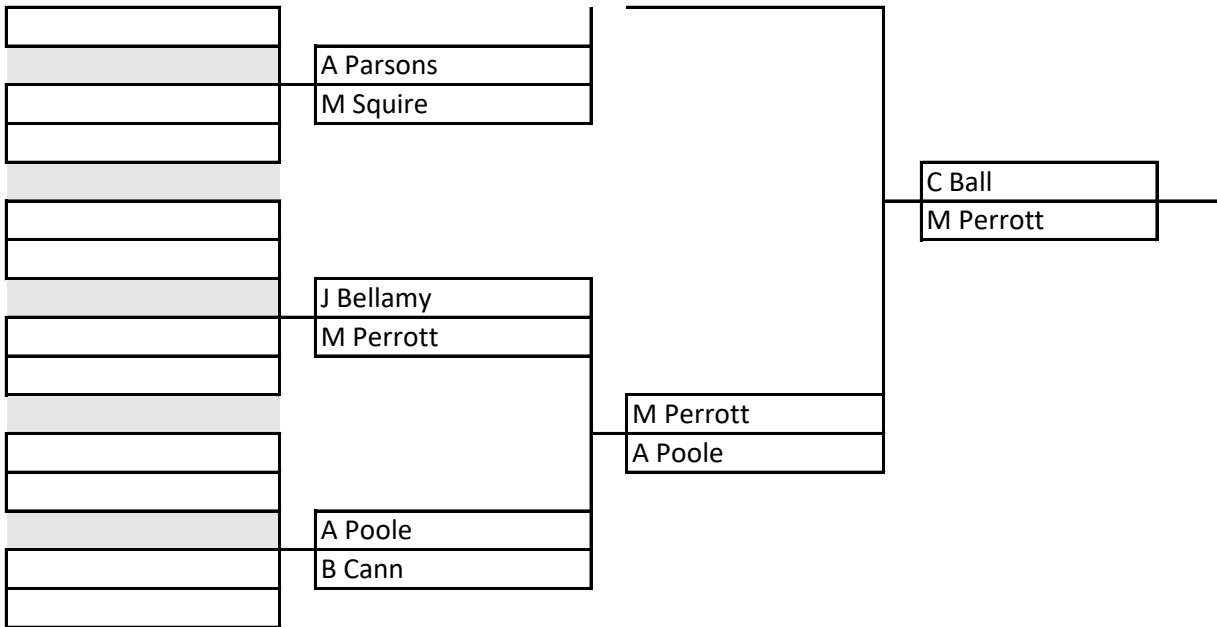 A Parsons
M Squire
C Ball
M Perrott
J Bellamy
M Perrott
M Perrott
A Poole
A Poole
B Cann